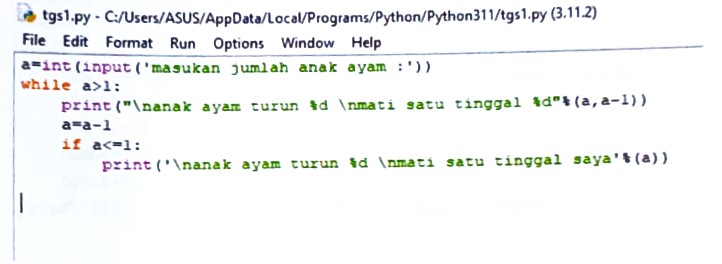 tgs1.py - C:/Users/ASUS/AppData/Local/Programs/Python/Python311/tgs1.py (3.11.2)
File Edit Format Run Options Window Help
a=int(input('masukan jumlah anak ayam :'))
while a>1:
    print("\nanak ayam turun %d \nmati satu tinggal %d"%(a,a-1))
    a=a-1
    if a<=1:
        print('\nanak ayam turun %d \nmati satu tinggal saya'%(a))